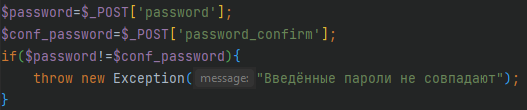 $password=$_POST['password'];
$conf_password=$_POST['password_confirm'];
if($password!=$conf_password){
    throw new Exception( message: "Введённые пароли не совпадают");
}